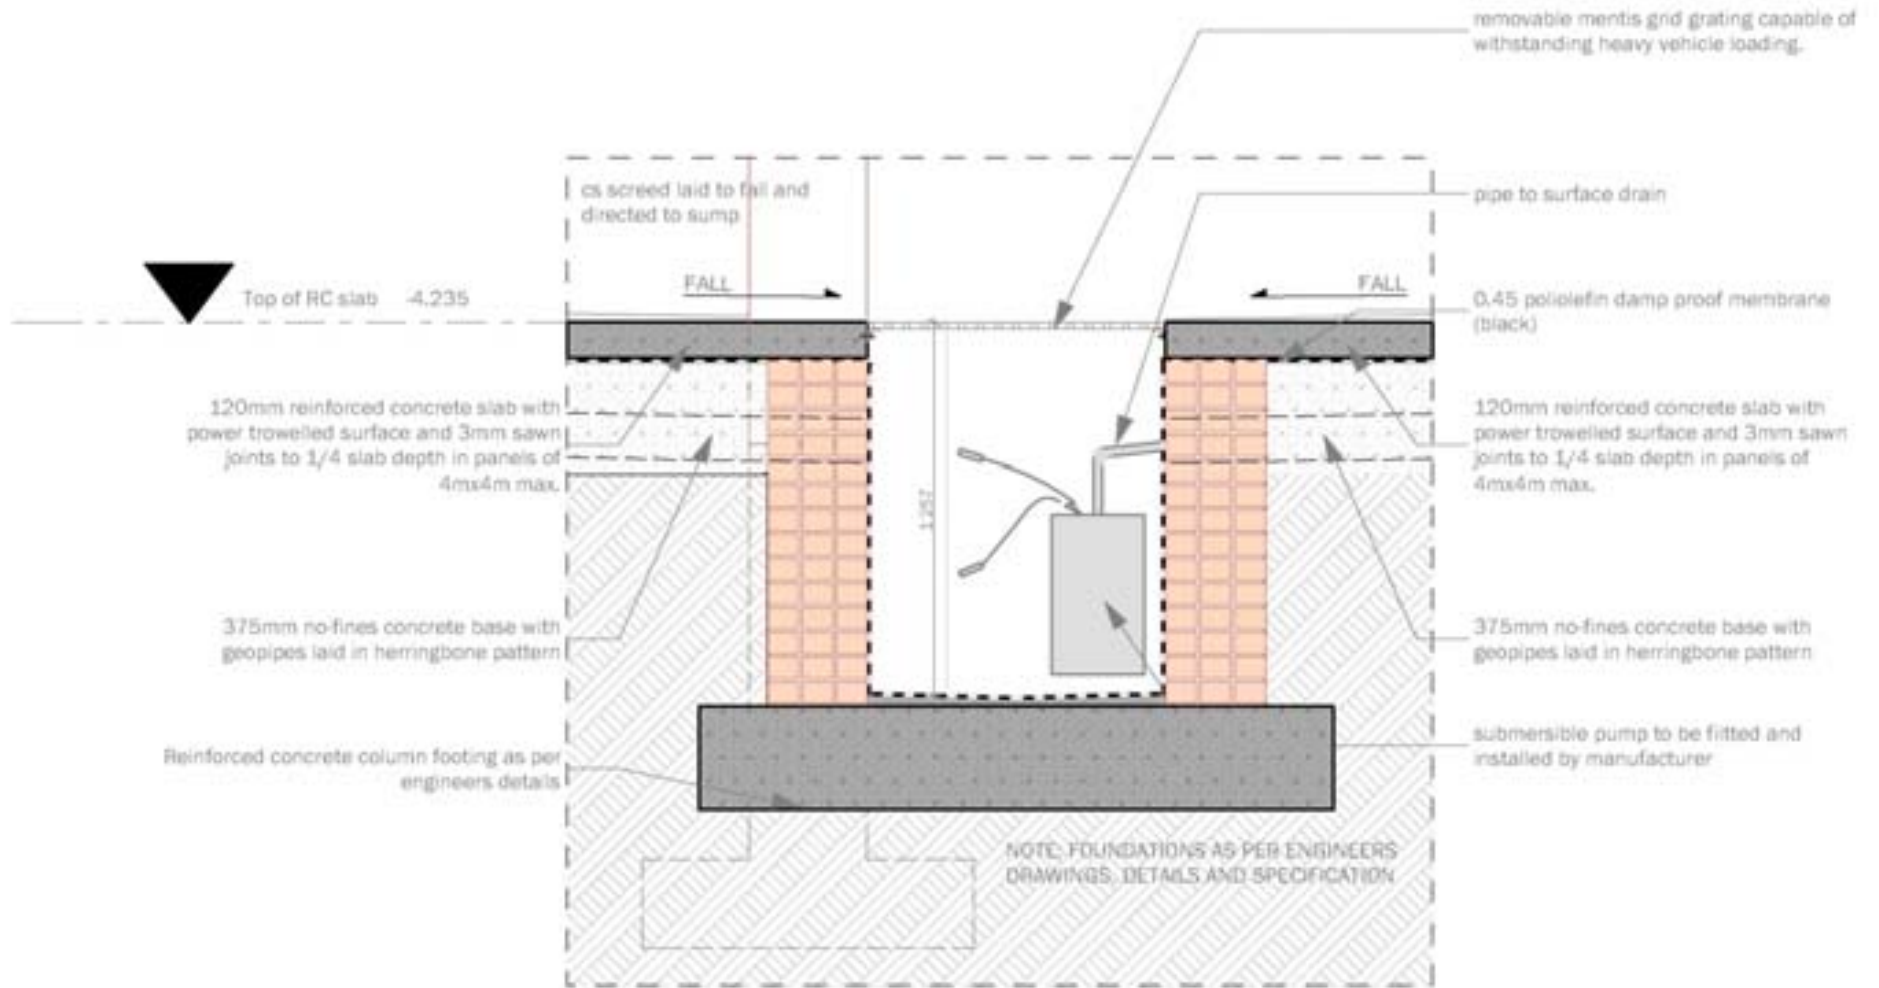 removable mentis grid grating capable of
withstanding heavy vehicle loading.
cs screed laid to fall and
directed to sump
pipe to surface drain
FALL
FALL
Top of RC slab -4.235
0.45 poliolefin damp proof membrane
(black)
120mm reinforced concrete slab with
power trowelled surface and 3mm sawn
joints to 1/4 slab depth in panels of
4mx4m max.
120mm reinforced concrete slab with
power trowelled surface and 3mm sawn
joints to 1/4 slab depth in panels of
4mx4m max.
1 257
375mm no-fines concrete base with
geopipes laid in herringbone pattern
375mm no-fines concrete base with
geopipes laid in herringbone pattern
Reinforced concrete column footing as per
engineers details
submersible pump to be fiitted and
installed by manufacturer
NOTE; FOUNDATIONS AS PER ENGINEERS
DRAWINGS, DETAILS AND SPECIFICATION